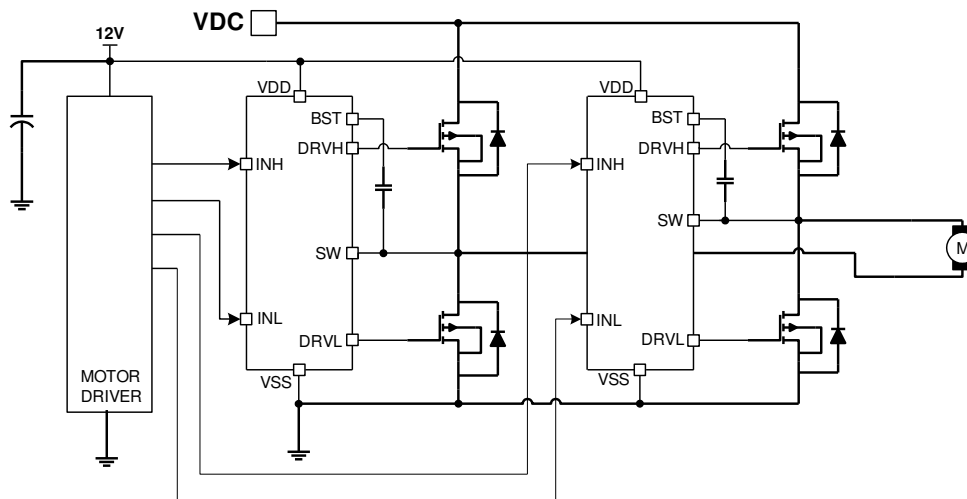 VDC
12V
VDD
BST
DRVH
INH
SW
INL
DRVL
VSS
MOTOR
DRIVER
VDD
BST
DRVH
INH
SW
INL
DRVL
VSS
M